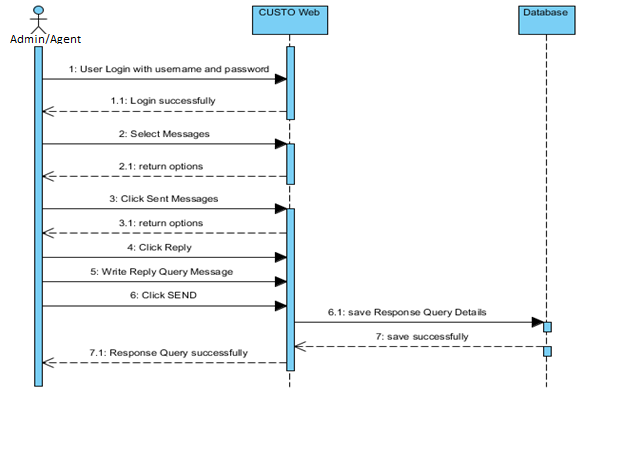 CUSTO Web
Database
Admin/Agent
1: User Login with username and password
1.1: Login successfully
2: Select Messages
2.1: return options
3: Click Sent Messages
3.1: return options
4: Click Reply
5: Write Reply Query Message
6: Click SEND
6.1: save Response Query Details
7: save successfully
7.1: Response Query successfully